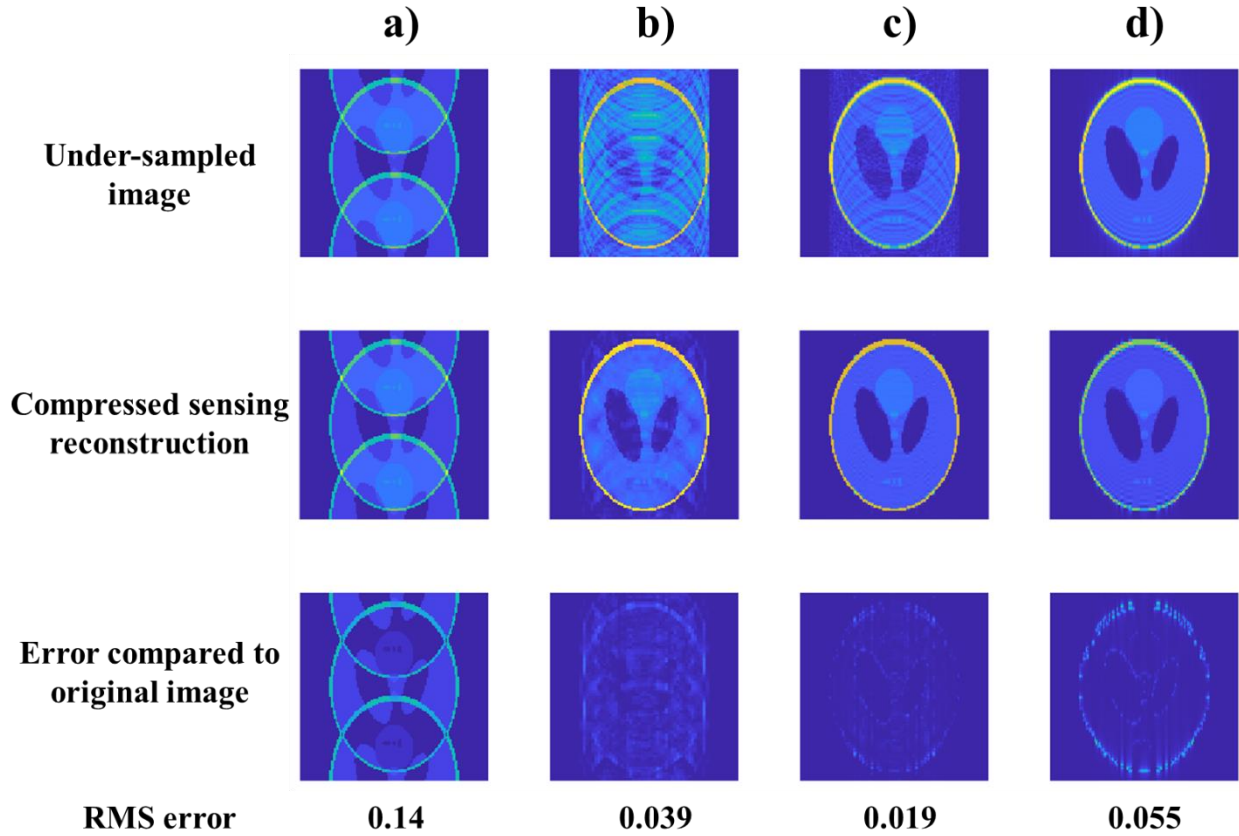 a) b) c) d)
Under-sampled
image
Compressed sensing
reconstruction
Error compared to
original image
RMS error 0.14 0.039 0.019 0.055